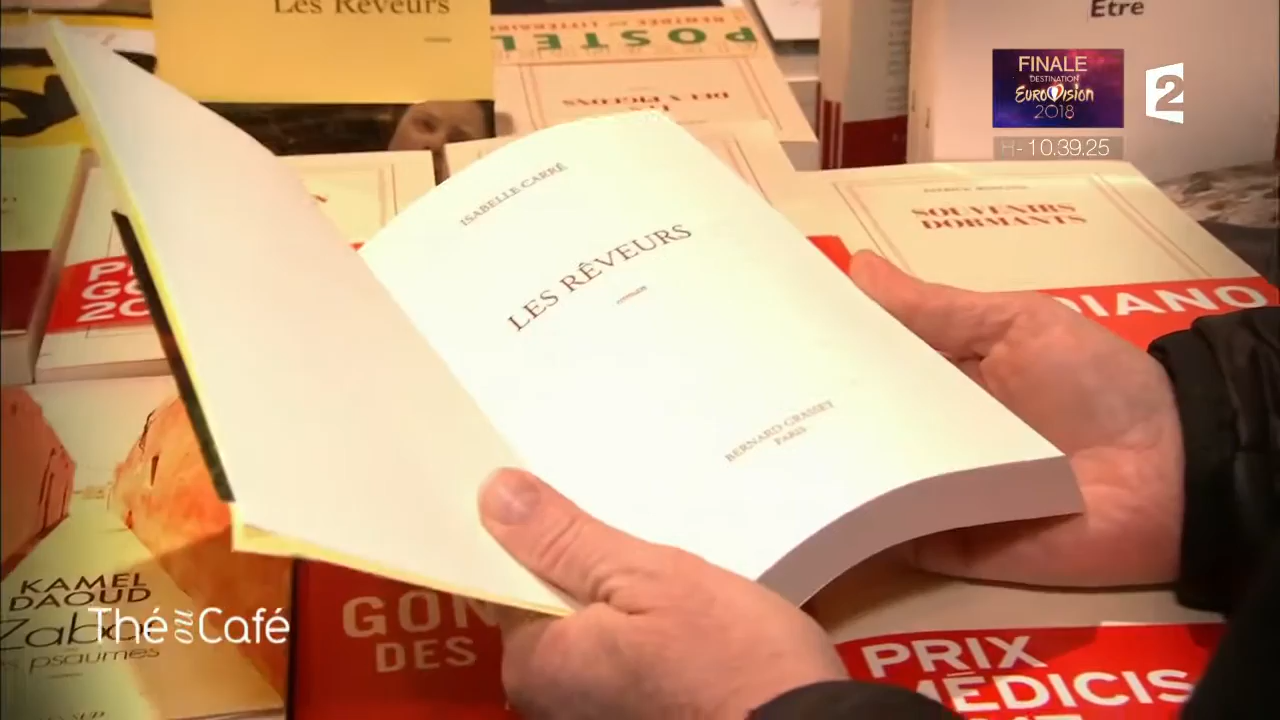 Les Rêveurs
POSTEL
Être
FINALE
DESTINATION
EUROVISION
2018
2
H- 10.39.25
ISABELLE CARRÉ
LES RÊVEURS
roman
BERNARD GRASSET
PARIS
SOUVENIRS
DORMANTS
DIANO
KAMEL
DAOUD
Zabor
psaumes
Thé ou Café
GON
DES
PRIX
MÉDICIS